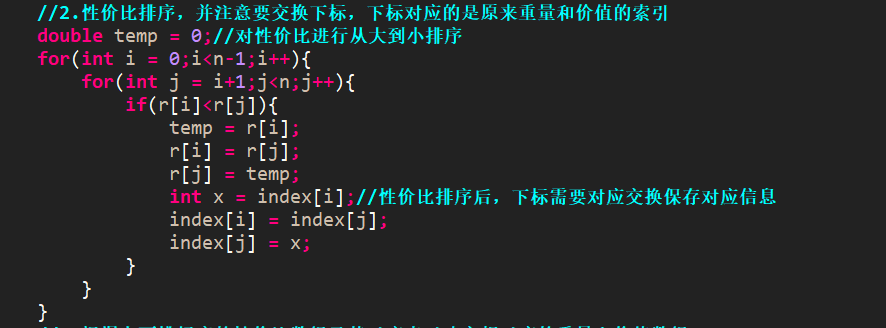 //2.性价比排序，并注意要交换下标，下标对应的是原来重量和价值的索引
double temp = 0;//对性价比进行从大到小排序
for(int i = 0;i<n-1;i++){
for(int j = i+1;j<n;j++){
if(r[i]<r[j]){
temp = r[i];
r[i] = r[j];
r[j] = temp;
int x = index[i];//性价比排序后，下标需要对应交换保存对应信息
index[i] = index[j];
index[j] = x;
}
}
}